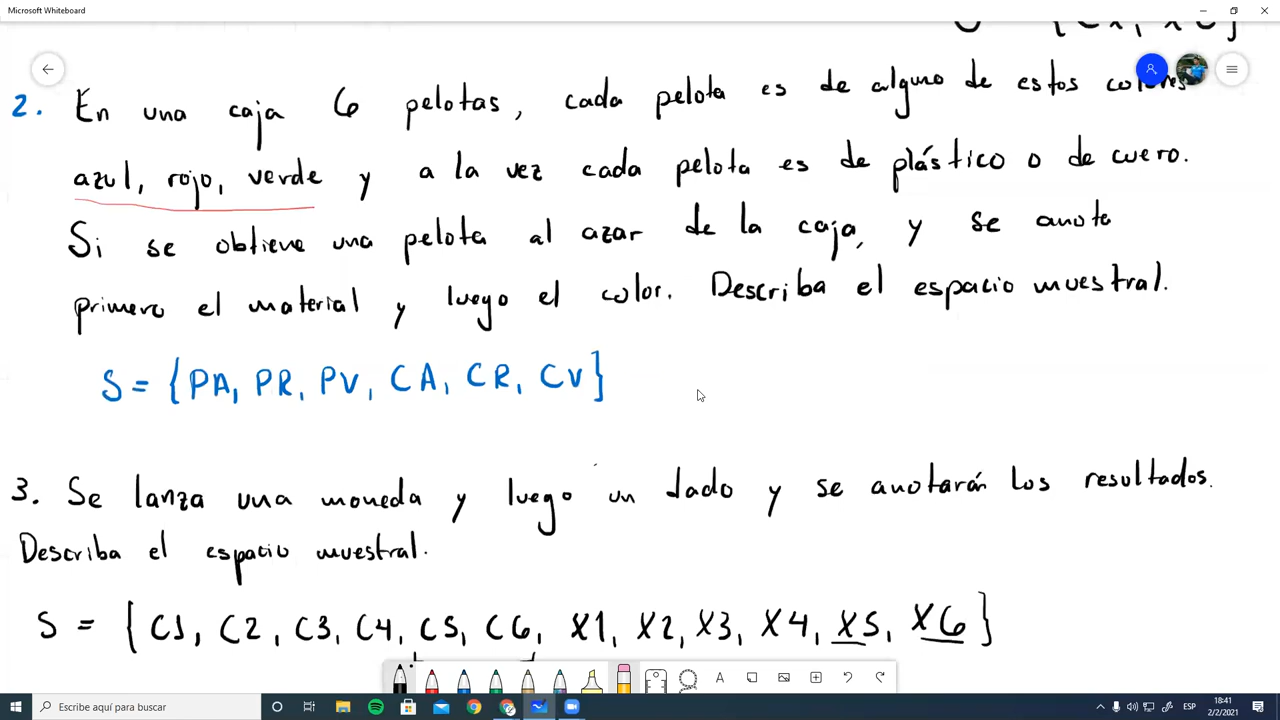 Microsoft Whiteboard
2. En una caja 6 pelotas, cada pelota es de alguno de estos colores
azul, rojo, verde y a la vez cada pelota es de plástico o de cuero.
Si se obtiene una pelota al azar de la caja, y se anota
primero el material y luego el color. Describa el espacio muestral.
S = {PA, PR, PV, CA, CR, CV}
3. Se lanza una moneda y luego un dado y se anotarán los resultados.
Describa el espacio muestral.
S = {C1, C2, C3, C4, C5, C6, X1, X2, X3, X4, X5, X6}
Escribe aquí para buscar
ESP
18:41
2/2/2021